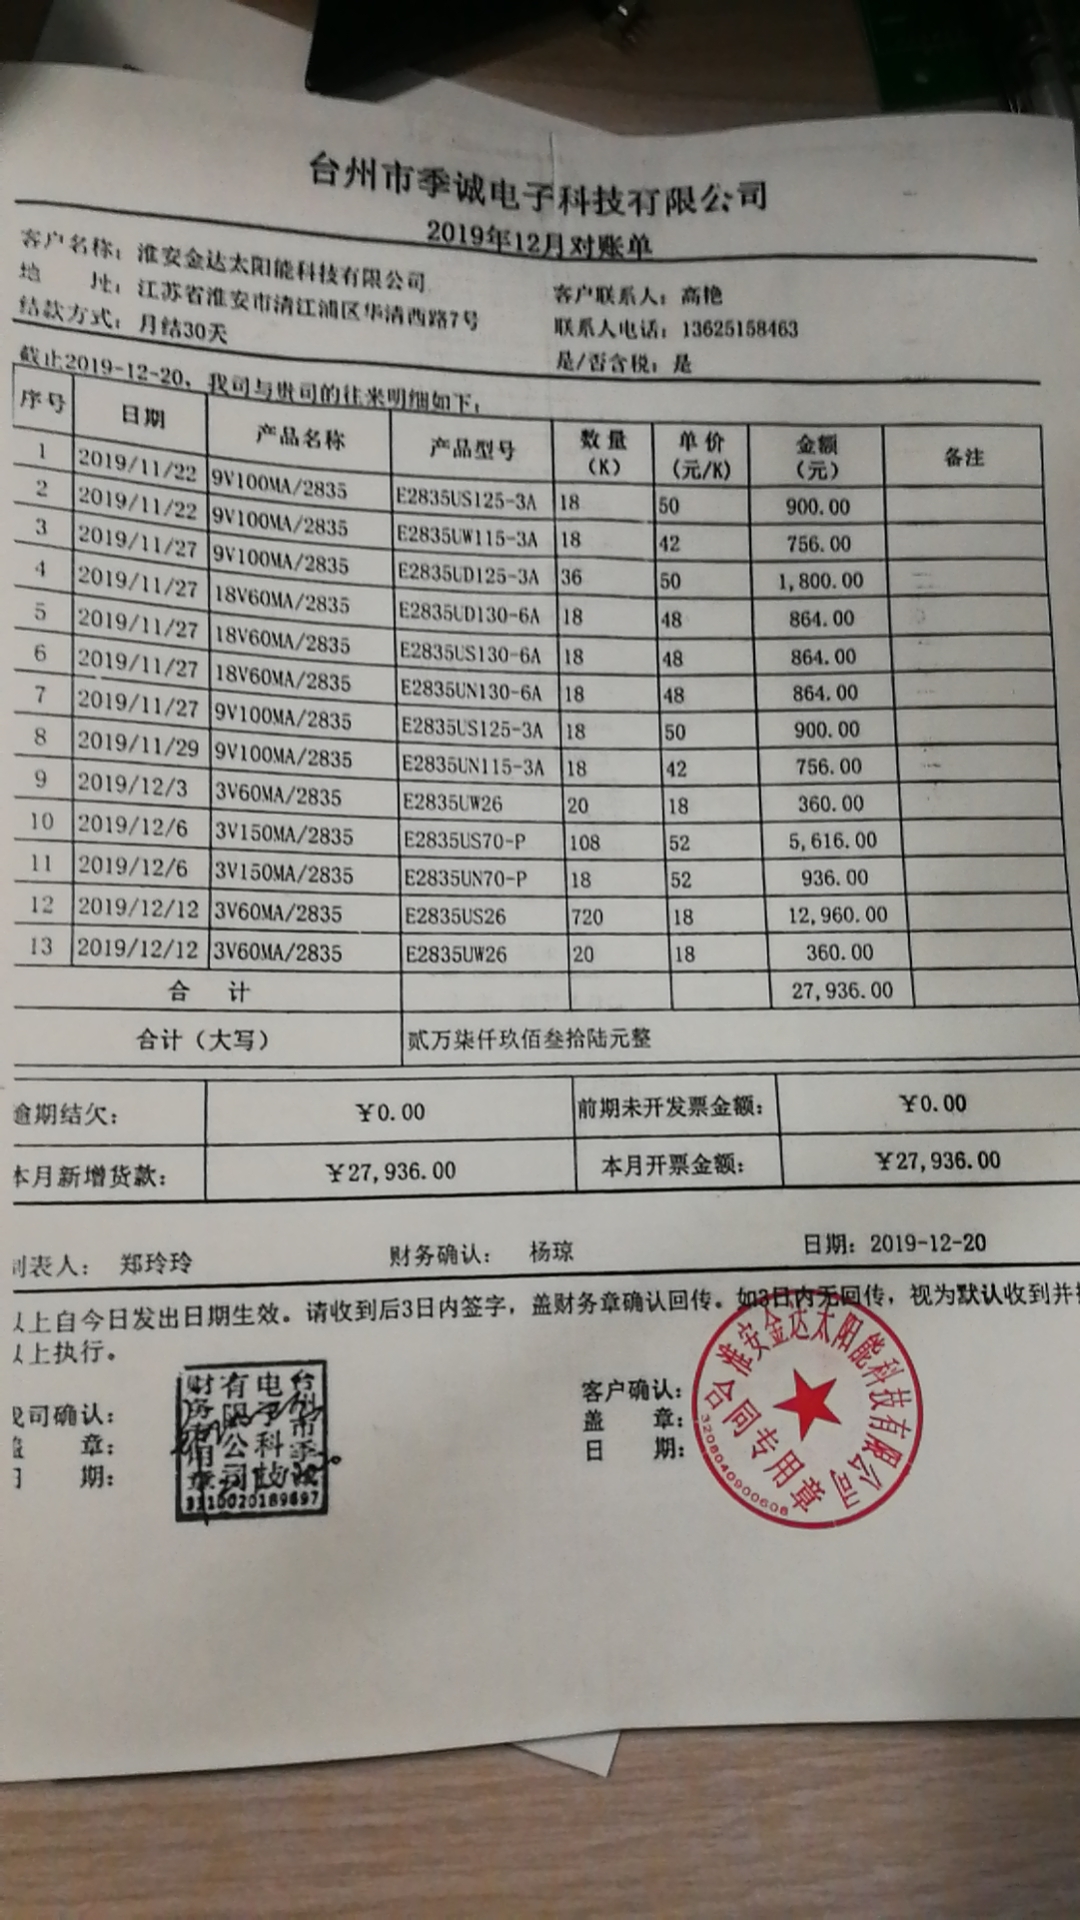 台州市季诚电子科技有限公司
2019年12月对账单
客户名称：淮安金达太阳能科技有限公司
地 址：江苏省淮安市清江浦区华清西路7号
结款方式：月结30天
客户联系人：高艳
联系人电话：13625158463
是/否含税：是
截止2019-12-20，我司与贵司的往来明细如下：
序号 日期 产品名称 产品型号 数量（K） 单价（元/K） 金额（元） 备注
1 2019/11/22 9V100MA/2835 E2835US125-3A 18 50 900.00
2 2019/11/22 9V100MA/2835 E2835UW115-3A 18 42 756.00
3 2019/11/27 9V100MA/2835 E2835UD125-3A 36 50 1,800.00
4 2019/11/27 18V60MA/2835 E2835UD130-6A 18 48 864.00
5 2019/11/27 18V60MA/2835 E2835US130-6A 18 48 864.00
6 2019/11/27 18V60MA/2835 E2835UN130-6A 18 48 864.00
7 2019/11/27 9V100MA/2835 E2835US125-3A 18 50 900.00
8 2019/11/29 9V100MA/2835 E2835UN115-3A 18 42 756.00
9 2019/12/3 3V60MA/2835 E2835UW26 20 18 360.00
10 2019/12/6 3V150MA/2835 E2835US70-P 108 52 5,616.00
11 2019/12/6 3V150MA/2835 E2835UN70-P 18 52 936.00
12 2019/12/12 3V60MA/2835 E2835US26 720 18 12,960.00
13 2019/12/12 3V60MA/2835 E2835UW26 20 18 360.00
合 计 27,936.00
合计（大写） 贰万柒仟玖佰叁拾陆元整
逾期结欠： ￥0.00 前期未开发票金额： ￥0.00
本月新增货款： ￥27,936.00 本月开票金额： ￥27,936.00
制表人： 郑玲玲 财务确认： 杨琼 日期：2019-12-20
以上自今日发出日期生效。请收到后3日内签字，盖财务章确认回传。如3日内无回传，视为默认收到并按
以上执行。
我司确认：
盖 章：
日 期：
台州市季诚电子科技有限公司财务专用章
3310020189697
客户确认：
盖 章：
日 期：
淮安金达太阳能科技有限公司
合同专用章
3208040900608